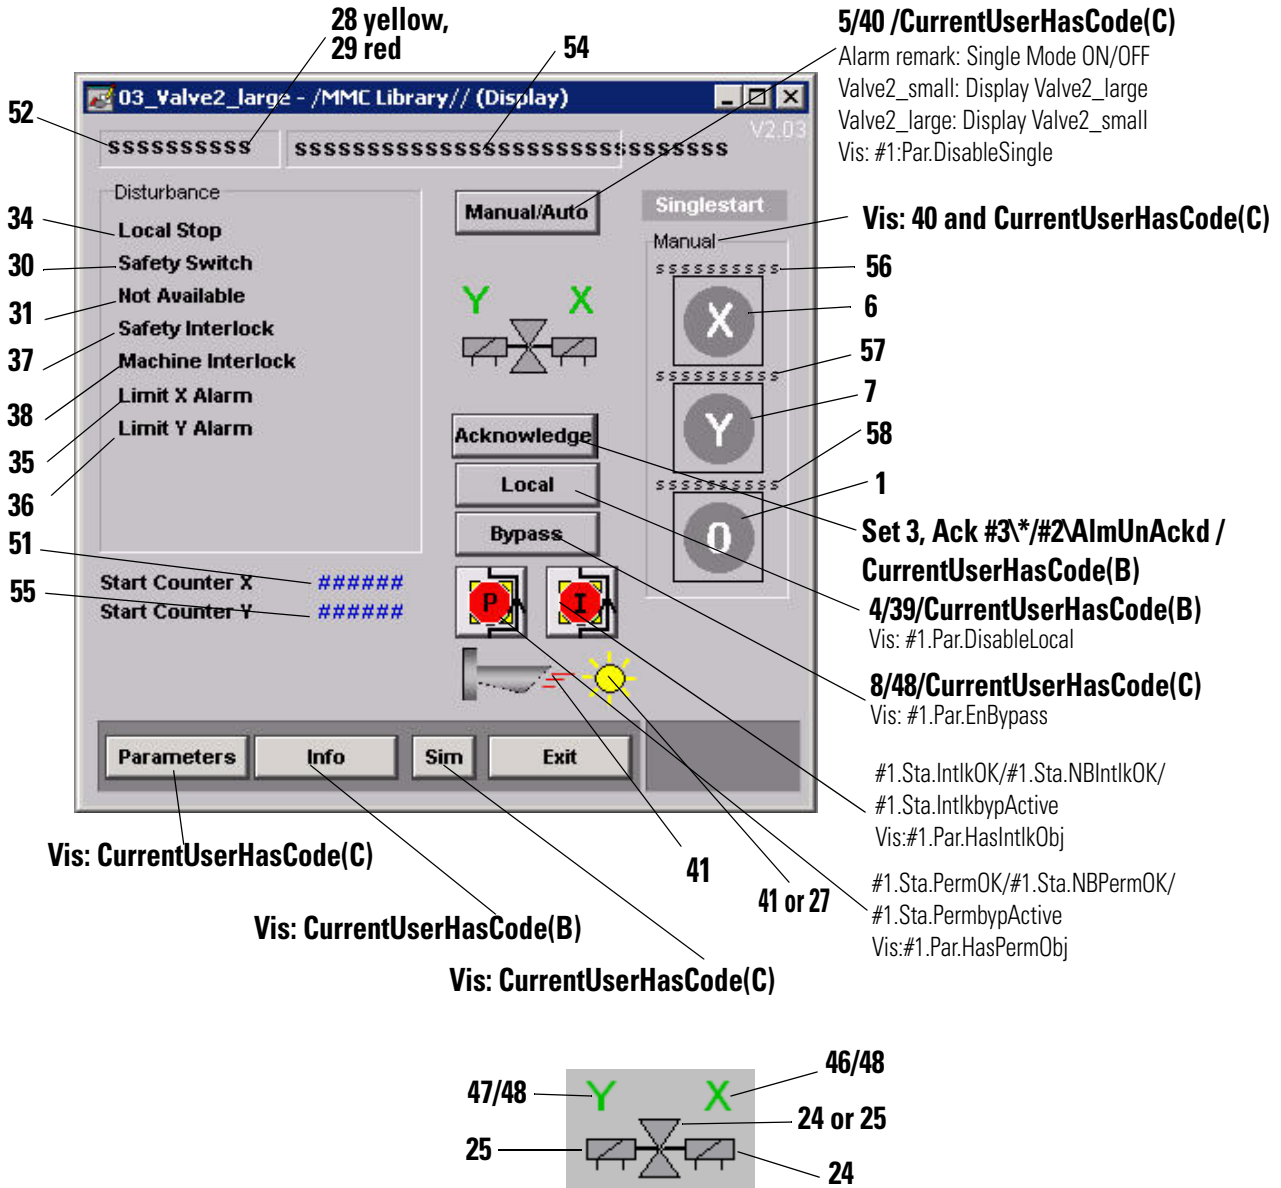 28 yellow,
29 red
54
5/40 /CurrentUserHasCode(C)
Alarm remark: Single Mode ON/OFF
Valve2_small: Display Valve2_large
Valve2_large: Display Valve2_small
Vis: #1:Par.DisableSingle
52
03_Valve2_large - /MMC Library// (Display)
V2.03
ssssssssss
ssssssssssssssssssssssssssssss
Disturbance
34
Local Stop
30
Safety Switch
31
Not Available
37
Safety Interlock
38
Machine Interlock
35
Limit X Alarm
36
Limit Y Alarm
Manual/Auto
Y X
Singlestart
Manual
Vis: 40 and CurrentUserHasCode(C)
ssssssssss
56
X
6
ssssssssss
57
Y
7
ssssssssss
58
0
1
Acknowledge
Local
Bypass
Set 3, Ack #3\*/#2\AlmUnAckd /
CurrentUserHasCode(B)
4/39/CurrentUserHasCode(B)
Vis: #1.Par.DisableLocal
8/48/CurrentUserHasCode(C)
Vis: #1.Par.EnBypass
51
Start Counter X ######
55
Start Counter Y ######
P
I
#1.Sta.IntlkOK/#1.Sta.NBIntlkOK/
#1.Sta.IntlkbypActive
Vis:#1.Par.HasIntlkObj
#1.Sta.PermOK/#1.Sta.NBPermOK/
#1.Sta.PermbypActive
Vis:#1.Par.HasPermObj
Parameters
Info
Sim
Exit
Vis: CurrentUserHasCode(C)
41
41 or 27
Vis: CurrentUserHasCode(B)
Vis: CurrentUserHasCode(C)
47/48
Y X
46/48
24 or 25
25
24